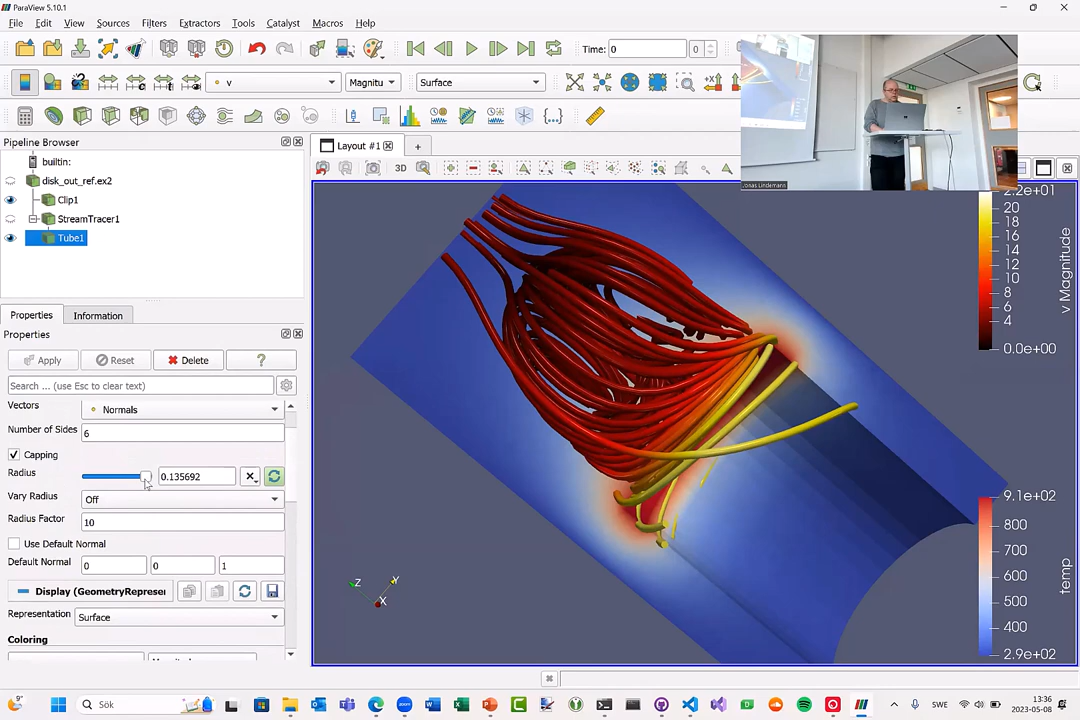 ParaView 5.10.1
File Edit View Sources Filters Extractors Tools Catalyst Macros Help
Time: 0 0
v Magnitu Surface
Pipeline Browser
builtin:
disk_out_ref.ex2
Clip1
StreamTracer1
Tube1
Layout #1
3D
Jonas Lindemann
Properties Information
Properties
Apply Reset Delete ?
Search ... (use Esc to clear text)
Vectors Normals
Number of Sides 6
Capping
Radius 0.135692
Vary Radius Off
Radius Factor 10
Use Default Normal
Default Normal 0 0 1
Display (GeometryRepreser
Representation Surface
Coloring
2.2e+01
20
18
16
14
12
10
8
6
4
0.0e+00
v Magnitude
9.1e+02
800
700
600
500
400
2.9e+02
temp
Z Y X
9° Sök SWE 13:36
2023-05-08